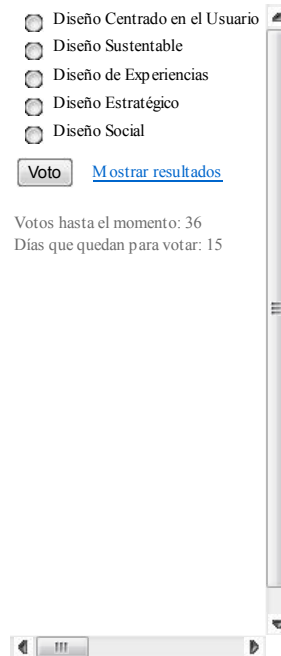 Diseño Centrado en el Usuario
Diseño Sustentable
Diseño de Experiencias
Diseño Estratégico
Diseño Social
Voto Mostrar resultados
Votos hasta el momento: 36
Días que quedan para votar: 15